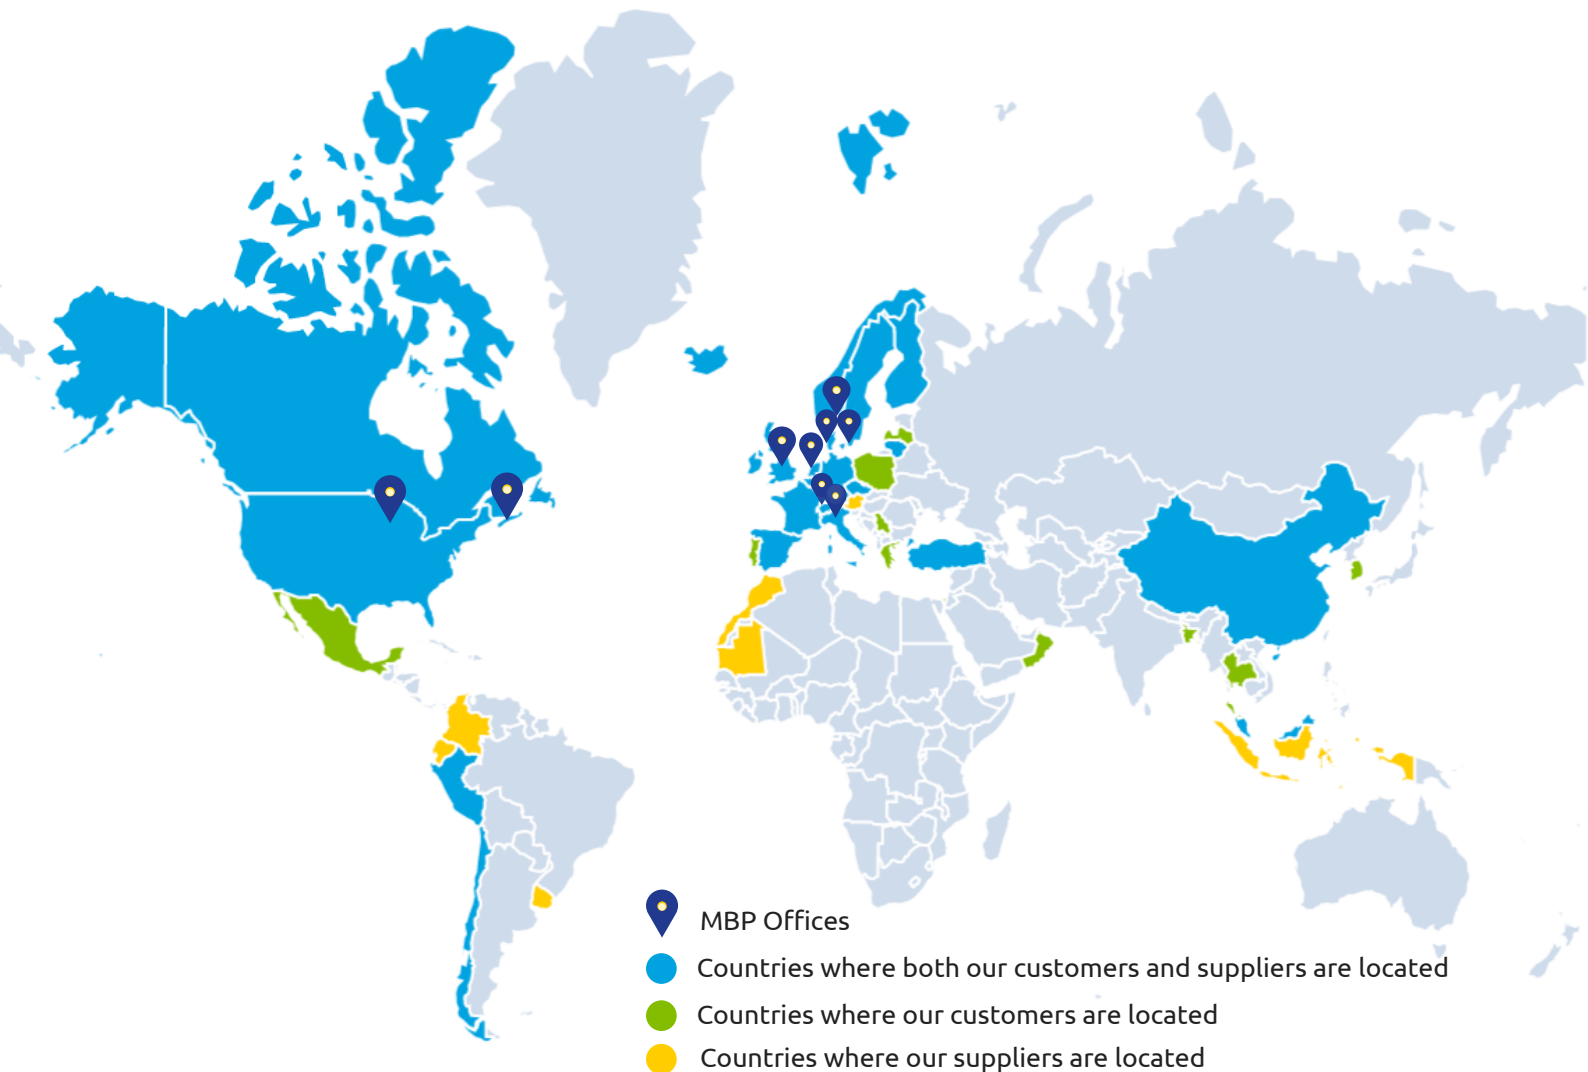 MBP Offices
Countries where both our customers and suppliers are located
Countries where our customers are located
Countries where our suppliers are located